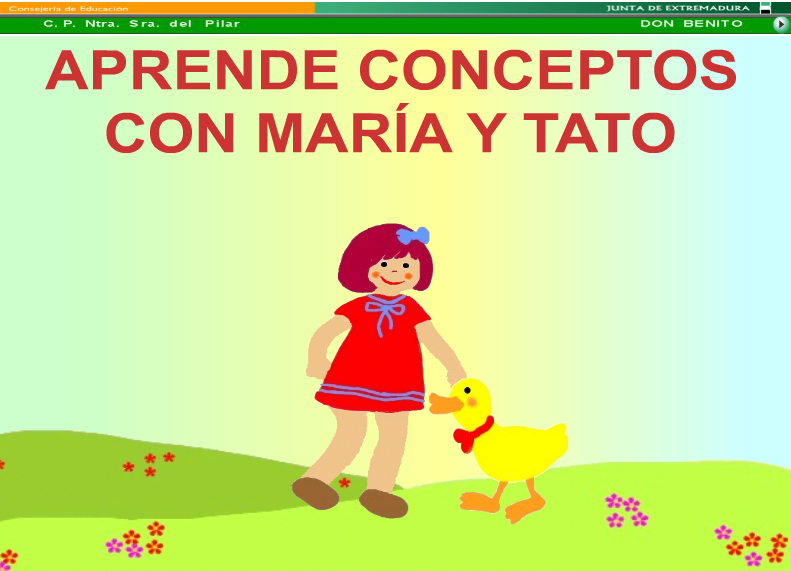 Consejería de Educación
JUNTA DE EXTREMADURA
C. P. Ntra. Sra. del Pilar
DON BENITO
APRENDE CONCEPTOS
CON MARÍA Y TATO